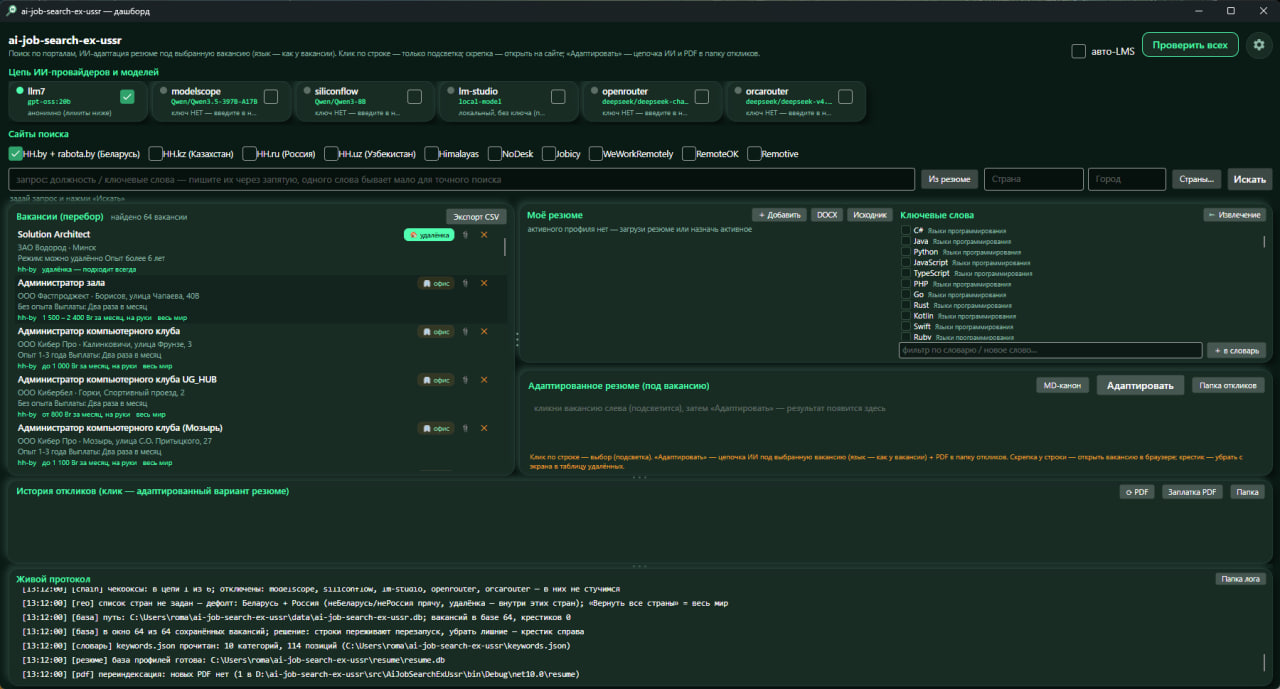 ai-job-search-ex-ussr — дашборд
ai-job-search-ex-ussr
Поиск по порталам, ИИ-адаптация резюме под выбранную вакансию (язык — как у вакансии). Клик по строке — только подсветка; скрепка — открыть на сайте; «Адаптировать» — цепочка ИИ и PDF в папку откликов.
авто-LMS
Проверить всех
Цепь ИИ-провайдеров и моделей
llm7
gpt-oss:20b
анонимно (лимиты ниже)
modelscope
Qwen/Qwen3.5-397B-A17B
ключ НЕТ — введите в н...
siliconflow
Qwen/Qwen3-8B
ключ НЕТ — введите в н...
lm-studio
local-model
локальный, без ключа (п...
openrouter
deepseek/deepseek-cha...
ключ НЕТ — введите в н...
orcarouter
deepseek/deepseek-v4...
ключ НЕТ — введите в н...
Сайты поиска
HH.by + rabota.by (Беларусь) HH.kz (Казахстан) HH.ru (Россия) HH.uz (Узбекистан) Himalayas NoDesk Jobicy WeWorkRemotely RemoteOK Remotive
запрос: должность / ключевые слова — пишите их через запятую, одного слова бывает мало для точного поиска
Из резюме
Страна
Город
Страны...
Искать
задай запрос и нажми «Искать»
Вакансии (перебор) найдено 64 вакансии
Экспорт CSV
Solution Architect
удалёнка
ЗАО Водород · Минск
Режим: можно удалённо Опыт более 6 лет
hh-by удалёнка — подходит всегда
Администратор зала
офис
ООО Фастпроджект · Борисов, улица Чапаева, 40В
Без опыта Выплаты: Два раза в месяц
hh-by 1 500 – 2 400 Br за месяц, на руки весь мир
Администратор компьютерного клуба
офис
ООО Кибер Про · Калинковичи, улица Фрунзе, 3
Опыт 1-3 года Выплаты: Два раза в месяц
hh-by до 1 000 Br за месяц, на руки весь мир
Администратор компьютерного клуба UG_HUB
офис
ООО Кибербел · Горки, Спортивный проезд, 2
Без опыта Выплаты: Два раза в месяц
hh-by от 800 Br за месяц, на руки весь мир
Администратор компьютерного клуба (Мозырь)
офис
ООО Кибер Про · Мозырь, улица С.О. Притыцкого, 27
Опыт 1-3 года Выплаты: Два раза в месяц
hh-by до 1 100 Br за месяц, на руки весь мир
Моё резюме
+ Добавить
DOCX
Исходник
активного профиля нет — загрузи резюме или назначь активное
Ключевые слова
← Извлечение
C# Языки программирования
Java Языки программирования
Python Языки программирования
JavaScript Языки программирования
TypeScript Языки программирования
PHP Языки программирования
Go Языки программирования
Rust Языки программирования
Kotlin Языки программирования
Swift Языки программирования
Ruby Языки программирования
фильтр по словарю / новое слово...
+ в словарь
Адаптированное резюме (под вакансию)
MD-канон
Адаптировать
Папка откликов
кликни вакансию слева (подсветится), затем «Адаптировать» — результат появится здесь
Клик по строке — выбор (подсветка). «Адаптировать» — цепочка ИИ под выбранную вакансию (язык — как у вакансии) + PDF в папку откликов. Скрепка у строки — открыть вакансию в браузере; крестик — убрать с
экрана в таблицу удалённых.
История откликов (клик — адаптированный вариант резюме)
⟳ PDF
Заплатка PDF
Папка
Живой протокол
Папка лога
[13:12:00] [chain] чекбоксы: в цепи 1 из 6; отключены: modelscope, siliconflow, lm-studio, openrouter, orcarouter — в них не стучимся
[13:12:00] [гео] список стран не задан — дефолт: Беларусь + Россия (неБеларусь/неРоссия прячу, удалёнка — внутри этих стран); «Вернуть все страны» = весь мир
[13:12:00] [база] путь: C:\Users\roma\ai-job-search-ex-ussr\data\ai-job-search-ex-ussr.db; вакансий в базе 64, крестиков 0
[13:12:00] [база] в окно 64 из 64 сохранённых вакансий; решение: строки переживают перезапуск, убрать лишние — крестик справа
[13:12:00] [словарь] keywords.json прочитан: 10 категорий, 114 позиций (C:\Users\roma\ai-job-search-ex-ussr\keywords.json)
[13:12:00] [резюме] база профилей готова: C:\Users\roma\ai-job-search-ex-ussr\resume\resume.db
[13:12:00] [pdf] переиндексация: новых PDF нет (1 в D:\ai-job-search-ex-ussr\src\AiJobSearchExUssr\bin\Debug\net10.0\resume)